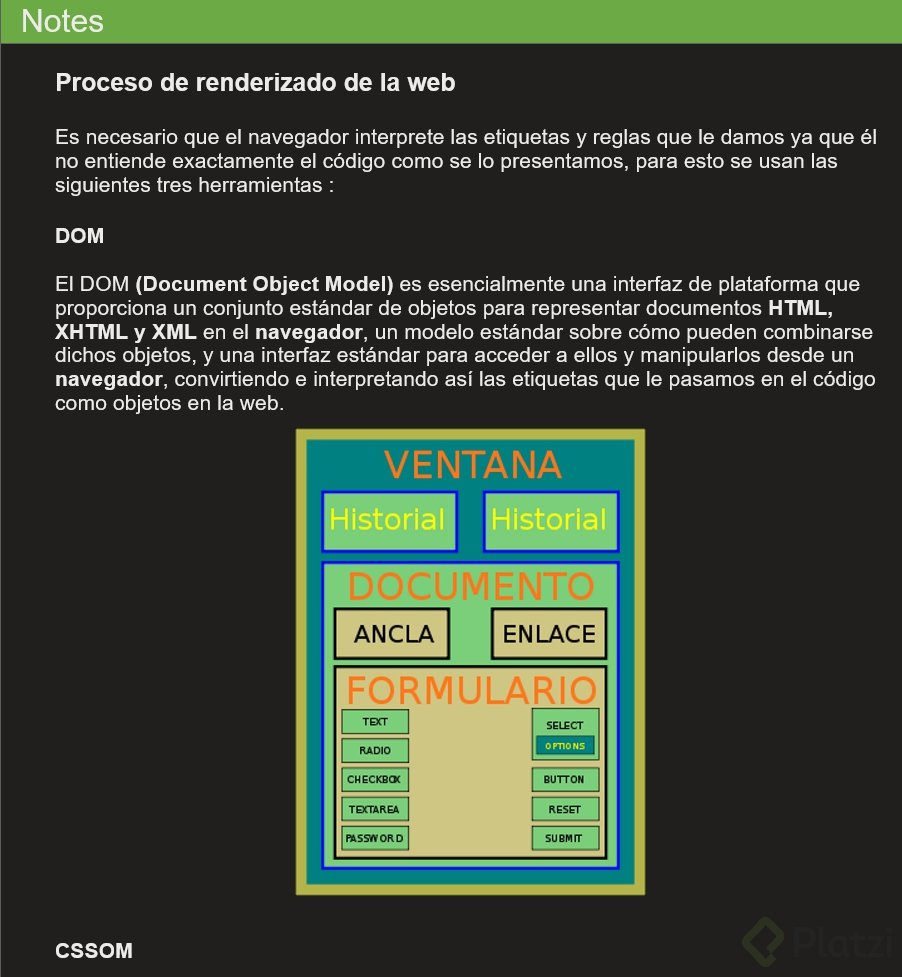 Notes
Proceso de renderizado de la web
Es necesario que el navegador interprete las etiquetas y reglas que le damos ya que él
no entiende exactamente el código como se lo presentamos, para esto se usan las
siguientes tres herramientas :
DOM
El DOM (Document Object Model) es esencialmente una interfaz de plataforma que
proporciona un conjunto estándar de objetos para representar documentos HTML,
XHTML y XML en el navegador, un modelo estándar sobre cómo pueden combinarse
dichos objetos, y una interfaz estándar para acceder a ellos y manipularlos desde un
navegador, convirtiendo e interpretando así las etiquetas que le pasamos en el código
como objetos en la web.
VENTANA
Historial Historial
DOCUMENTO
ANCLA ENLACE
FORMULARIO
TEXT SELECT
OPTIONS
RADIO
CHECKBOX BUTTON
TEXTAREA RESET
PASSWORD SUBMIT
CSSOM
Platzi